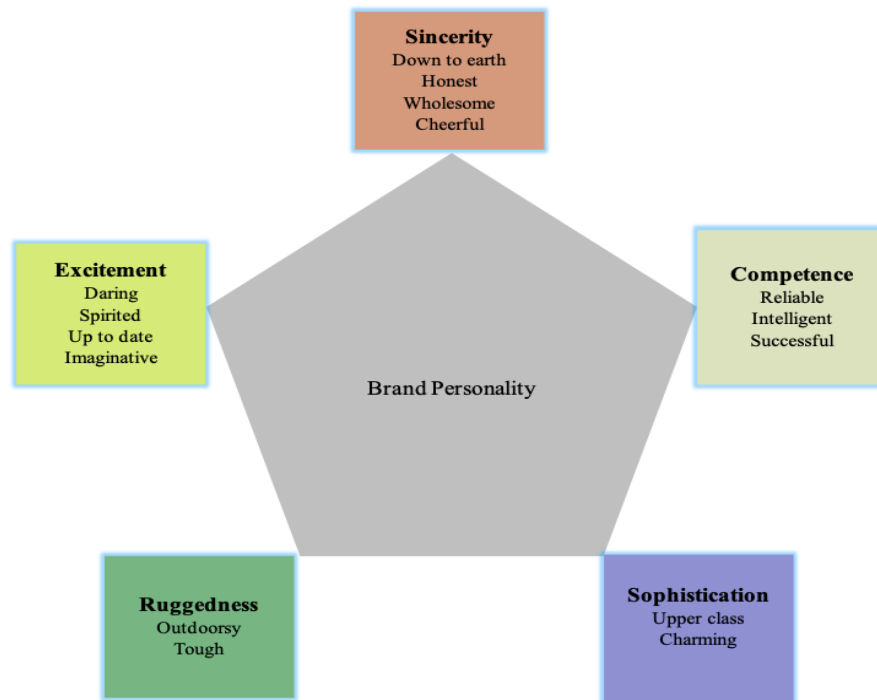 Sincerity
Down to earth
Honest
Wholesome
Cheerful
Excitement
Daring
Spirited
Up to date
Imaginative
Competence
Reliable
Intelligent
Successful
Brand Personality
Ruggedness
Outdoorsy
Tough
Sophistication
Upper class
Charming